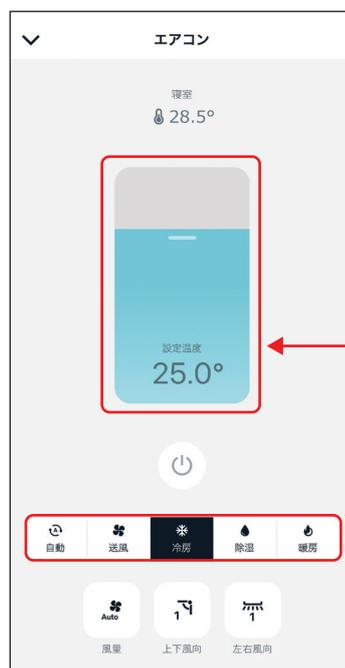 エアコン
寝室
28.5°
設定温度
25.0°
A
自動 送風 冷房 除湿 暖房
Auto 1 1
風量 上下風向 左右風向